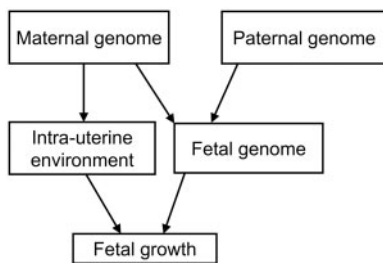 Maternal genome
Paternal genome
Intra-uterine
environment
Fetal genome
Fetal growth